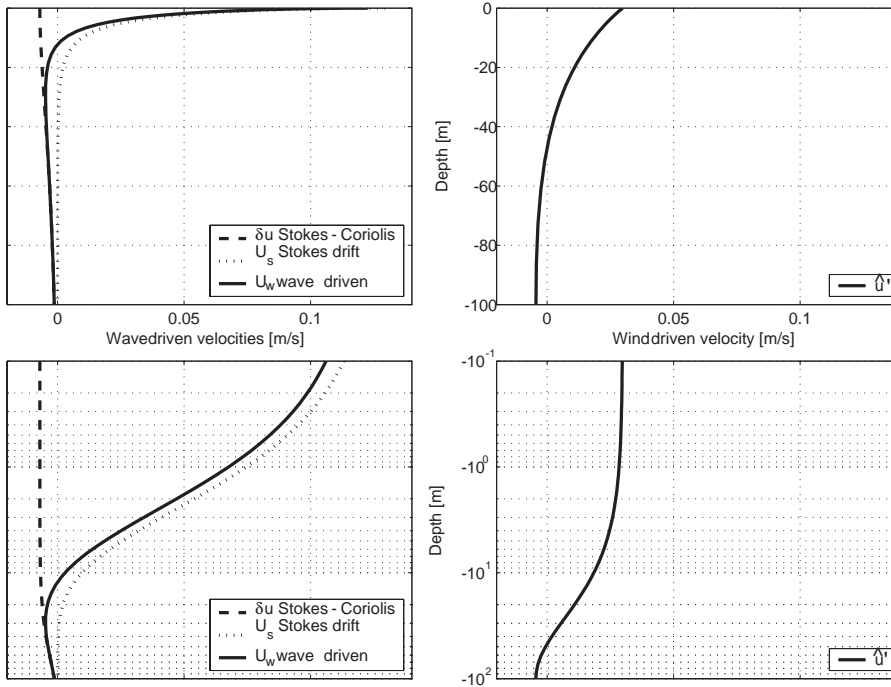 0
-20
-40
-60
-80
-100
Depth [m]
δu Stokes - Coriolis
U_s Stokes drift
U_w wave driven
û'
0 0.05 0.1
Wavedriven velocities [m/s]
0 0.05 0.1
Winddriven velocity [m/s]
-10^-1
-10^0
-10^1
-10^2
Depth [m]
δu Stokes - Coriolis
U_s Stokes drift
U_w wave driven
û'